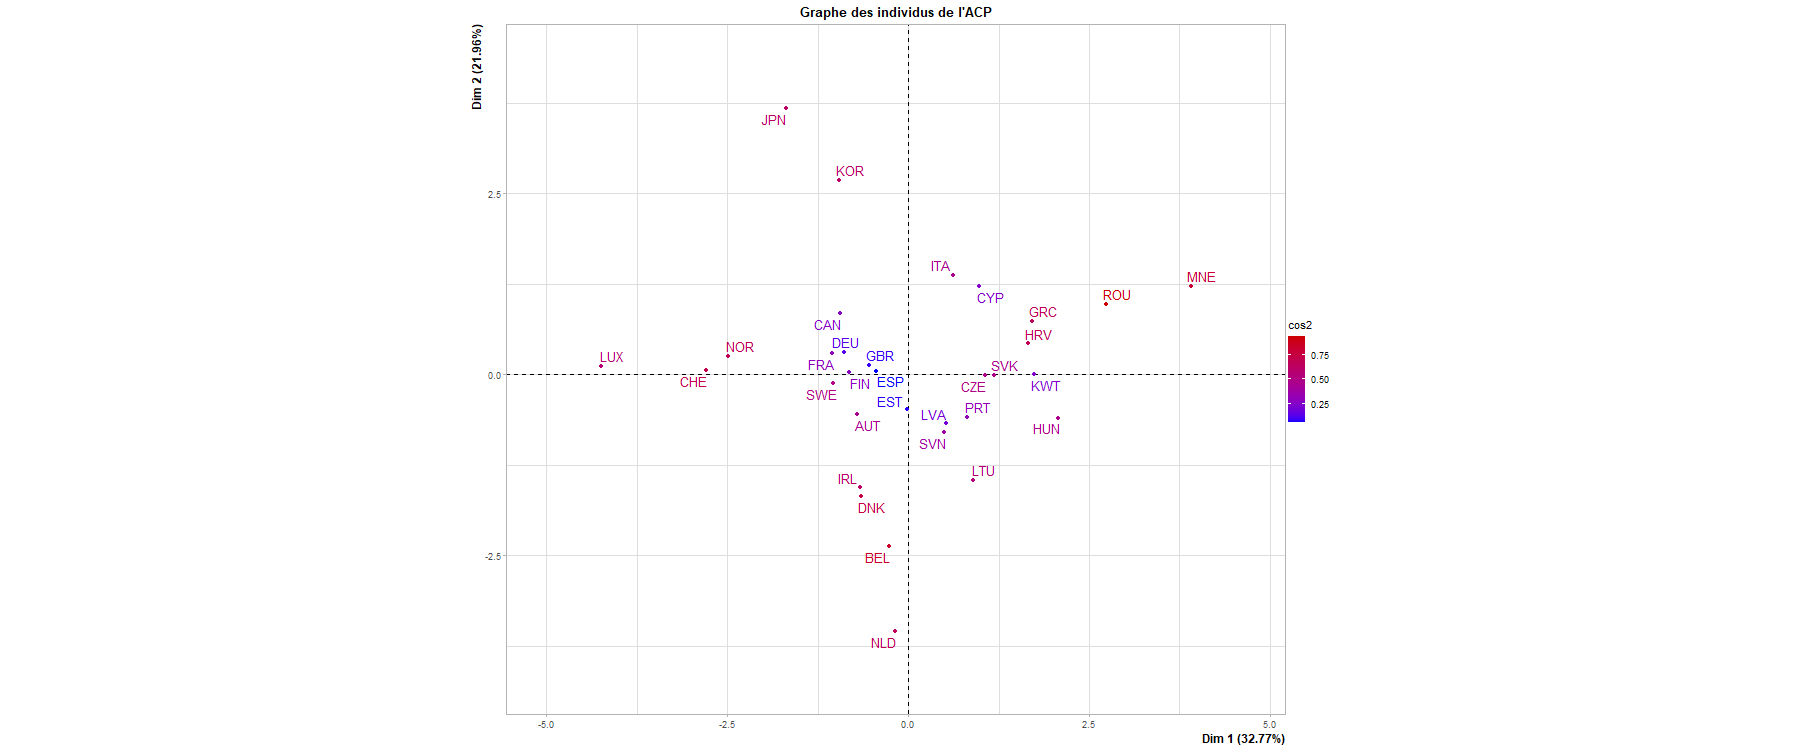 Graphe des individus de l'ACP
Dim 2 (21.96%)
JPN
KOR
2.5
ITA
MNE
CYP
ROU
GRC
CAN
cos2
HRV
DEU
NOR
GBR
0.75
LUX
FRA
SVK
0.0
CHE
FIN
ESP
0.50
CZE
KWT
SWE
EST
0.25
PRT
LVA
AUT
HUN
SVN
LTU
IRL
DNK
-2.5
BEL
NLD
-5.0
-2.5
0.0
2.5
5.0
Dim 1 (32.77%)